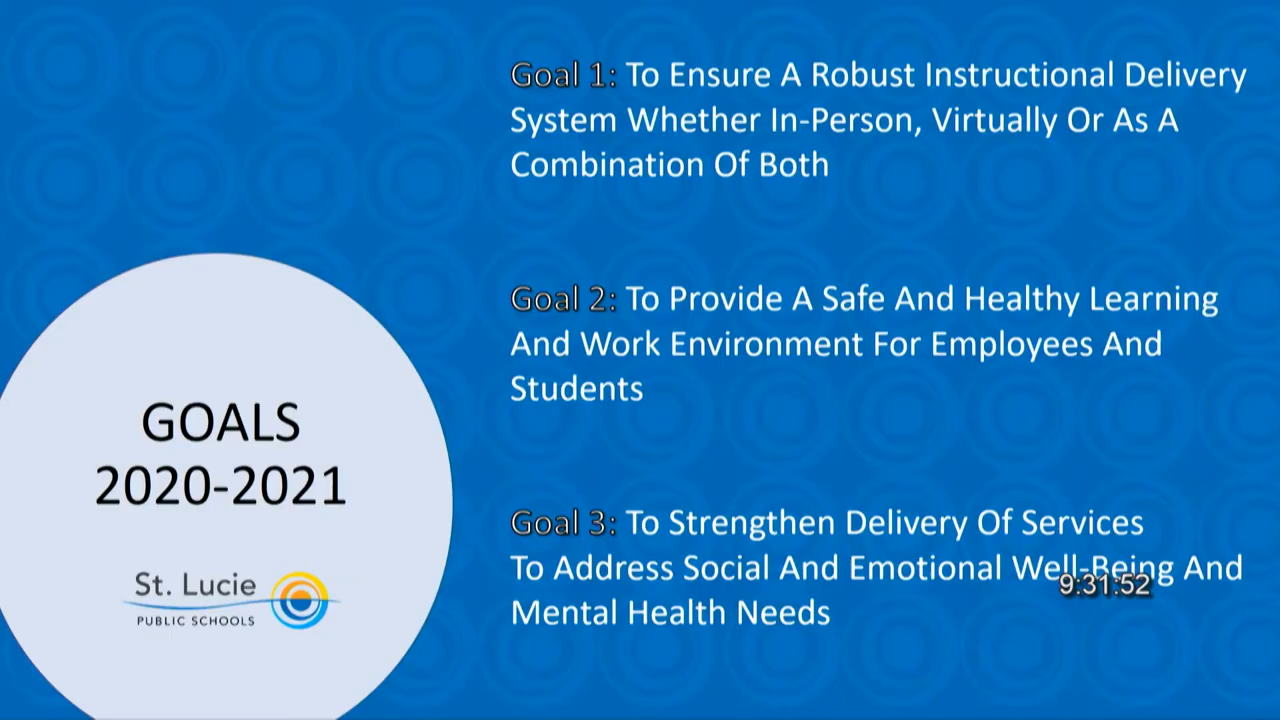 Goal 1: To Ensure A Robust Instructional Delivery
System Whether In-Person, Virtually Or As A
Combination Of Both
Goal 2: To Provide A Safe And Healthy Learning
And Work Environment For Employees And
Students
Goal 3: To Strengthen Delivery Of Services
To Address Social And Emotional Well-Being And
Mental Health Needs
9:31:52
GOALS
2020-2021
St. Lucie
PUBLIC SCHOOLS